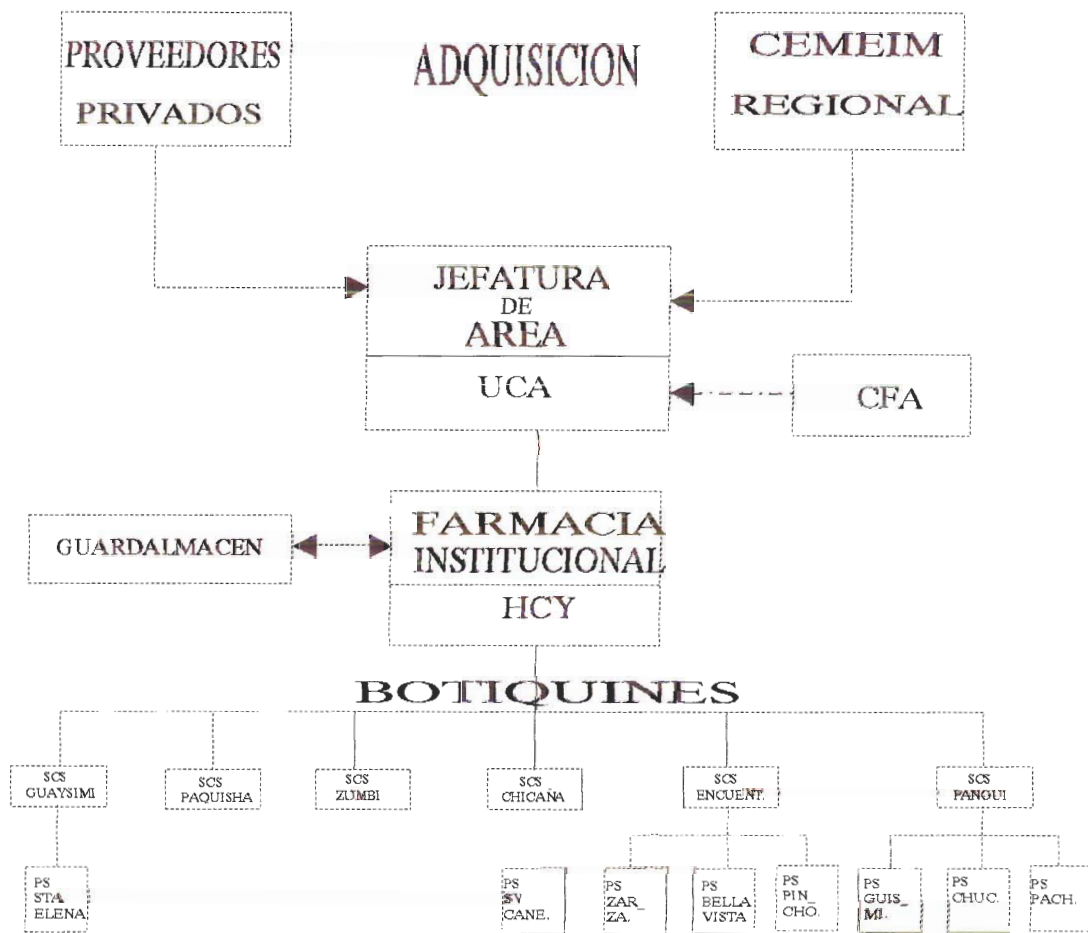 PROVEEDORES
PRIVADOS
ADQUISICION
CEMEIM
REGIONAL
JEFATURA
DE
AREA
UCA
CFA
GUARDALMACEN
FARMACIA
INSTITUCIONAL
HCY
BOTIQUINES
SCS
GUAYSIMI
SCS
PAQUISHA
SCS
ZUMBI
SCS
CHICAÑA
SCS
ENCUENT.
SCS
PANGUI
PS
STA
ELENA
PS
CANE.
PS
ZAR_
ZA.
PS
BELLA
VISTA
PS
PIN_
CHO.
PS
GUIS_
MI.
PS
CHUC.
PS
PACH.